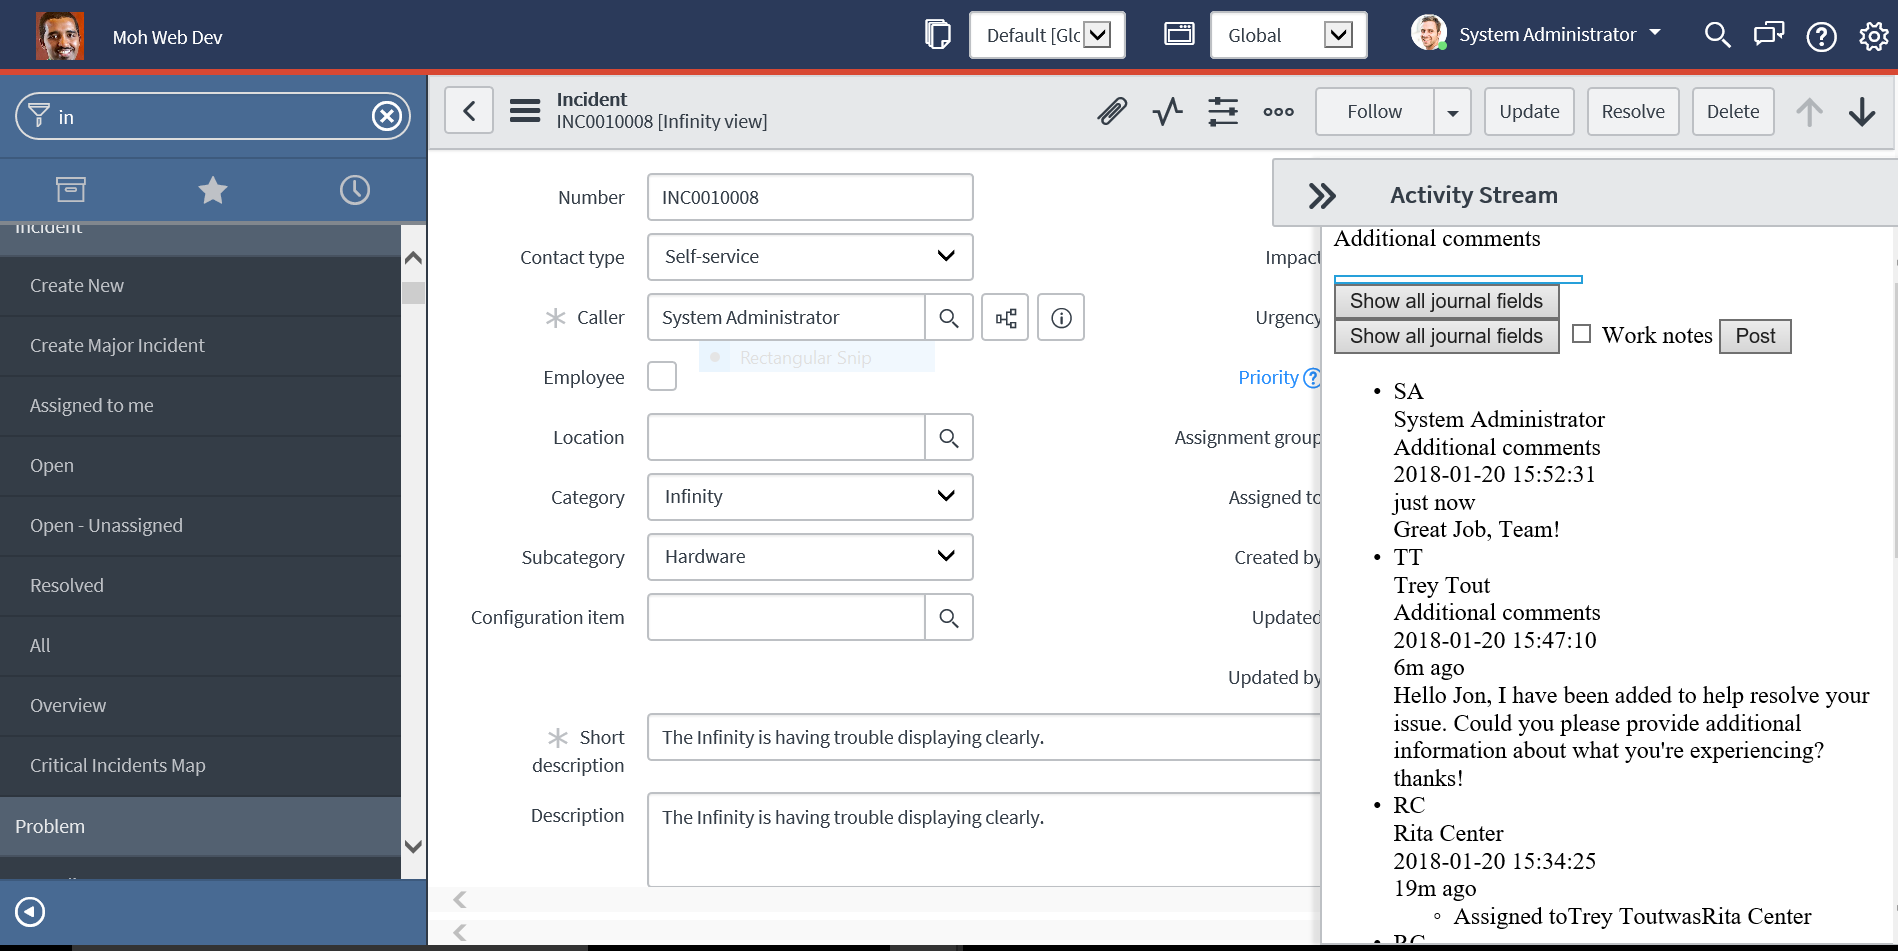 Moh Web Dev
Default [Glc
Global
System Administrator
in
Incident
INC0010008 [Infinity view]
Follow
Update
Resolve
Delete
Incident
Create New
Create Major Incident
Assigned to me
Open
Open - Unassigned
Resolved
All
Overview
Critical Incidents Map
Problem
Number
INC0010008
Contact type
Self-service
Caller
System Administrator
Rectangular Snip
Employee
Location
Category
Infinity
Subcategory
Hardware
Configuration item
Short
description
The Infinity is having trouble displaying clearly.
Description
The Infinity is having trouble displaying clearly.
Impact
Urgency
Priority
Assignment group
Assigned to
Created by
Updated
Updated by
Activity Stream
Additional comments
Show all journal fields
Show all journal fields
Work notes
Post
• SA
System Administrator
Additional comments
2018-01-20 15:52:31
just now
Great Job, Team!
• TT
Trey Tout
Additional comments
2018-01-20 15:47:10
6m ago
Hello Jon, I have been added to help resolve your
issue. Could you please provide additional
information about what you're experiencing?
thanks!
• RC
Rita Center
2018-01-20 15:34:25
19m ago
◦ Assigned toTrey ToutwasRita Center
• RC